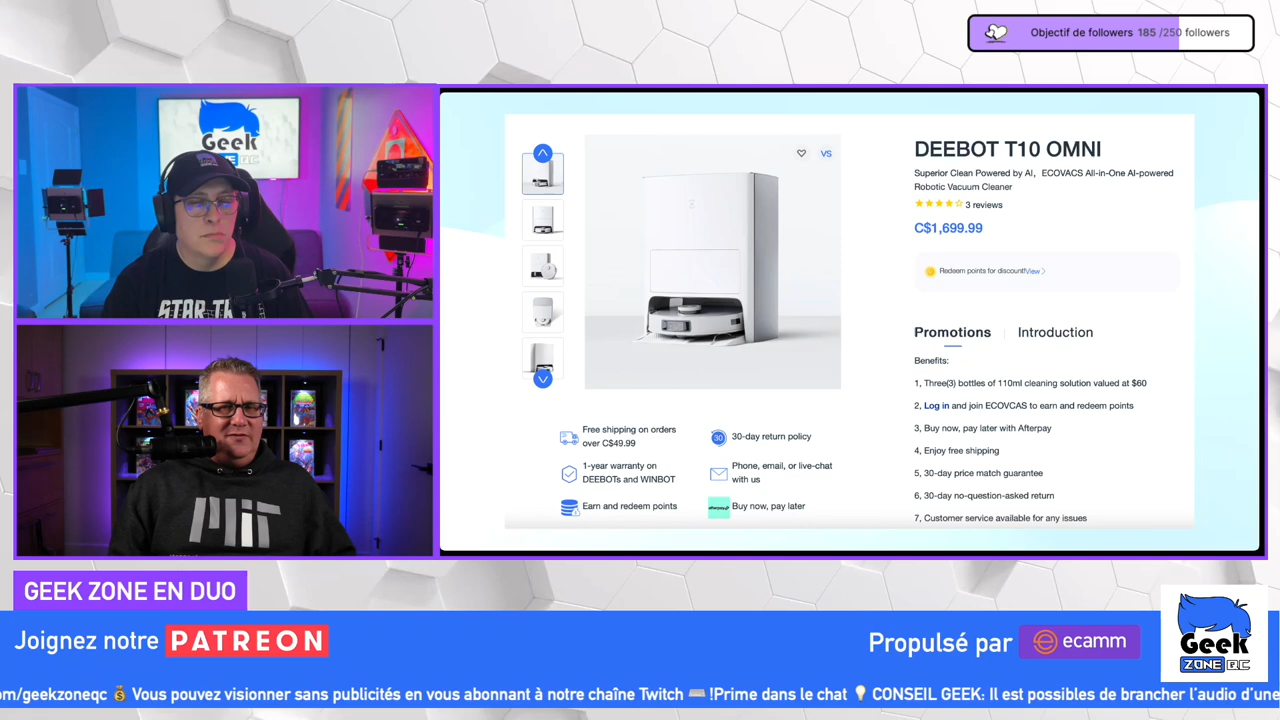 Objectif de followers 185 /250 followers
Geek
ZONE QC
STAR TR
MIT
VS
DEEBOT T10 OMNI
Superior Clean Powered by AI, ECOVACS All-in-One AI-powered
Robotic Vacuum Cleaner
3 reviews
C$1,699.99
Redeem points for discount!View
Promotions
Introduction
Benefits:
1, Three(3) bottles of 110ml cleaning solution valued at $60
2, Log in and join ECOVCAS to earn and redeem points
3, Buy now, pay later with Afterpay
4, Enjoy free shipping
5, 30-day price match guarantee
6, 30-day no-question-asked return
7, Customer service available for any issues
Free shipping on orders
over C$49.99
30
30-day return policy
1-year warranty on
DEEBOTs and WINBOT
Phone, email, or live-chat
with us
Earn and redeem points
afterpay
Buy now, pay later
GEEK ZONE EN DUO
Joignez notre PATREON
Propulsé par ecamm
Geek
ZONE QC
om/geekzoneqc 💰 Vous pouvez visionner sans publicités en vous abonnant à notre chaîne Twitch ⌨️ !Prime dans le chat 💡 CONSEIL GEEK: Il est possibles de brancher l'audio d'une